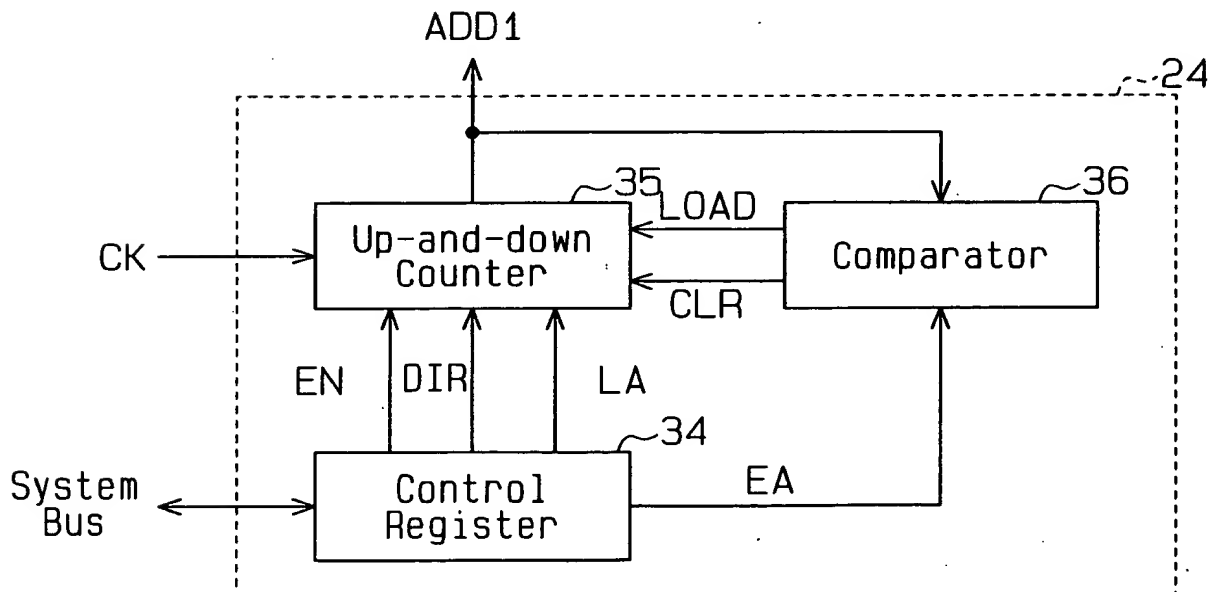 ADD1
24
35
36
LOAD
Up-and-down
Counter
Comparator
CK
CLR
EN
DIR
LA
34
System
Bus
Control
Register
EA